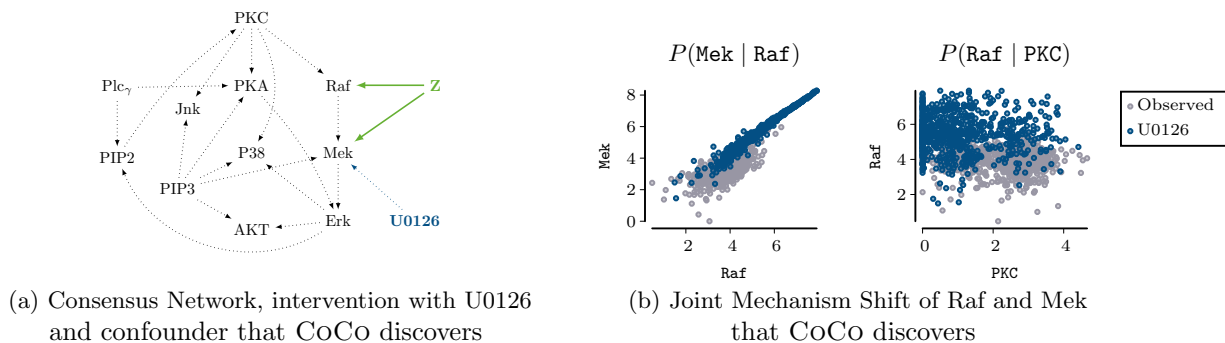 PKC
Plcγ
PKA
Raf
Z
Jnk
PIP2
P38
Mek
PIP3
AKT
Erk
U0126
(a) Consensus Network, intervention with U0126
and confounder that CoCo discovers
P(Mek | Raf)
8
6
4
2
0
Mek
2 4 6
Raf
P(Raf | PKC)
8
6
4
2
Raf
0 2 4
PKC
Observed
U0126
(b) Joint Mechanism Shift of Raf and Mek
that CoCo discovers